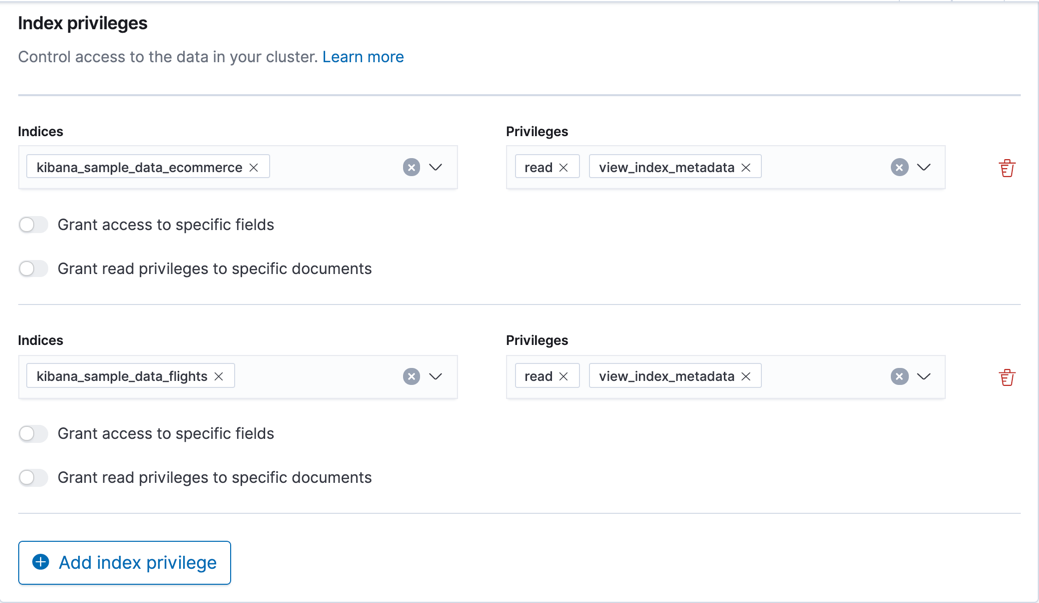 Index privileges
Control access to the data in your cluster. Learn more
Indices Privileges
kibana_sample_data_ecommerce read view_index_metadata
Grant access to specific fields
Grant read privileges to specific documents
Indices Privileges
kibana_sample_data_flights read view_index_metadata
Grant access to specific fields
Grant read privileges to specific documents
Add index privilege